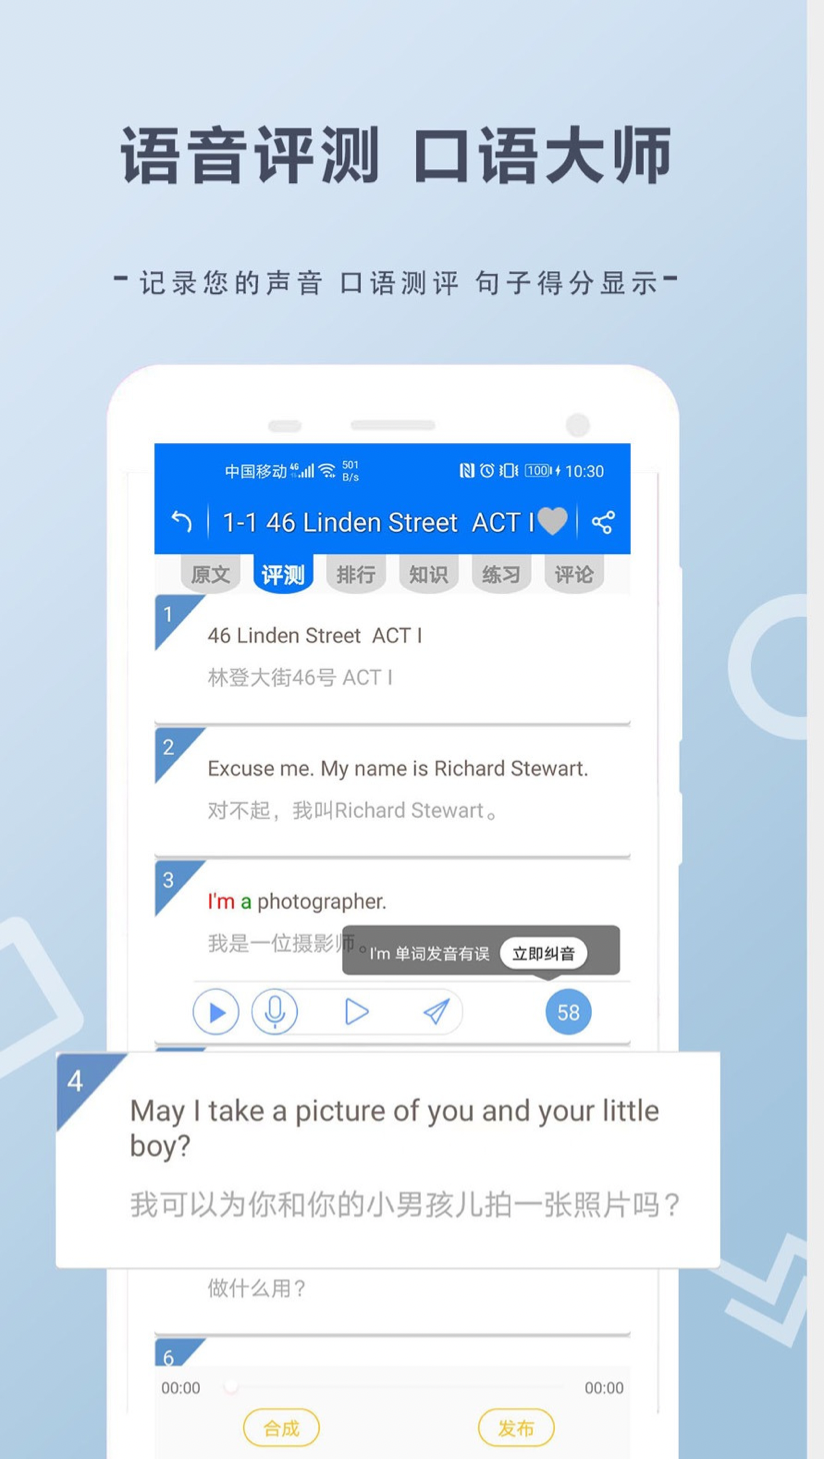 语音评测 口语大师
-记录您的声音 口语测评 句子得分显示-
中国移动 4G 501 B/s 100 10:30
1-1 46 Linden Street ACT I
原文 评测 排行 知识 练习 评论
1
46 Linden Street ACT I
林登大街46号 ACT I
2
Excuse me. My name is Richard Stewart.
对不起，我叫Richard Stewart。
3
I'm a photographer.
我是一位摄影师。
I'm 单词发音有误 立即纠音
58
4
May I take a picture of you and your little
boy?
我可以为你和你的小男孩儿拍一张照片吗？
做什么用？
6
00:00 00:00
合成 发布